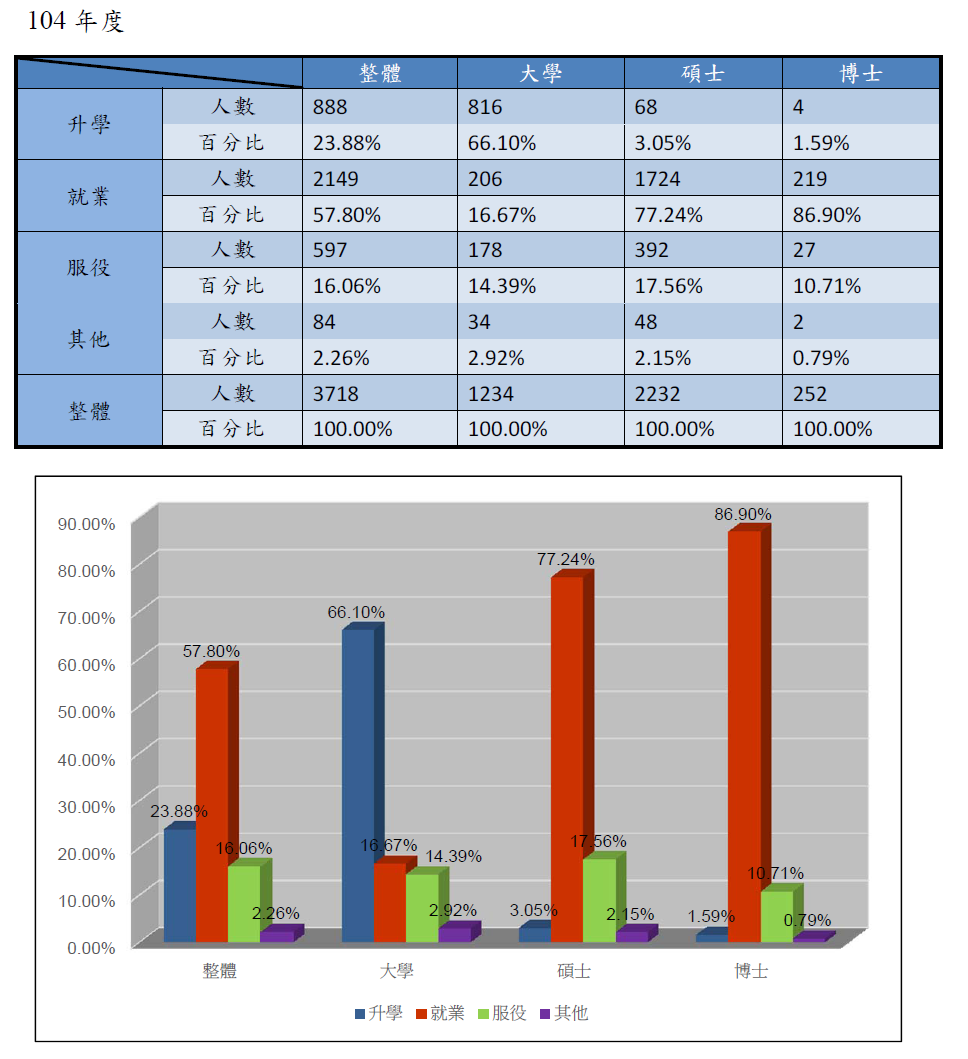 104 年度
整體 大學 碩士 博士
升學 人數 888 816 68 4
百分比 23.88% 66.10% 3.05% 1.59%
就業 人數 2149 206 1724 219
百分比 57.80% 16.67% 77.24% 86.90%
服役 人數 597 178 392 27
百分比 16.06% 14.39% 17.56% 10.71%
其他 人數 84 34 48 2
百分比 2.26% 2.92% 2.15% 0.79%
整體 人數 3718 1234 2232 252
百分比 100.00% 100.00% 100.00% 100.00%
90.00%
80.00%
70.00%
60.00%
50.00%
40.00%
30.00%
20.00%
10.00%
0.00%
23.88% 57.80% 16.06% 2.26%
66.10% 16.67% 14.39% 2.92%
3.05% 77.24% 17.56% 2.15%
1.59% 86.90% 10.71% 0.79%
整體 大學 碩士 博士
升學 就業 服役 其他